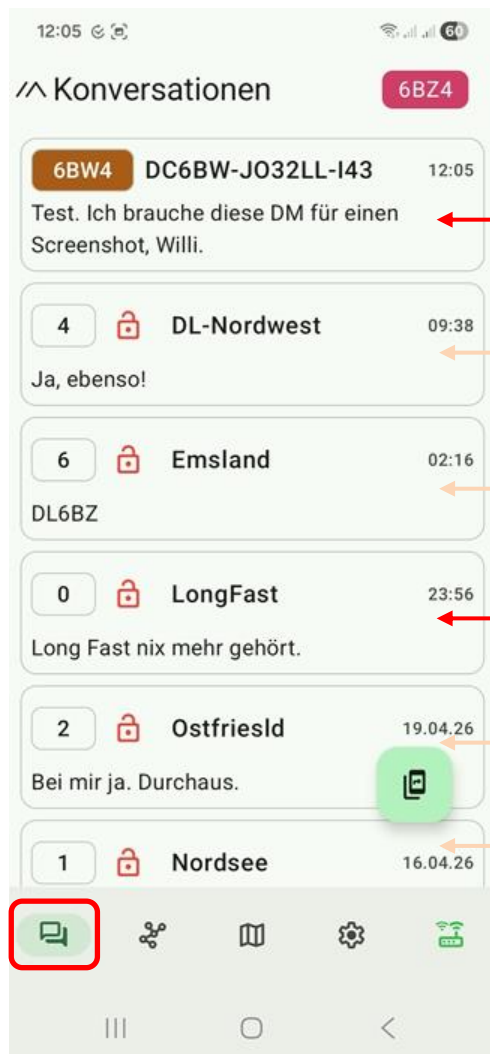 12:05
60
Konversationen
6BZ4
6BW4 DC6BW-JO32LL-I43 12:05
Test. Ich brauche diese DM für einen
Screenshot, Willi.
4 DL-Nordwest 09:38
Ja, ebenso!
6 Emsland 02:16
DL6BZ
0 LongFast 23:56
Long Fast nix mehr gehört.
2 Ostfriesld 19.04.26
Bei mir ja. Durchaus.
1 Nordsee 16.04.26